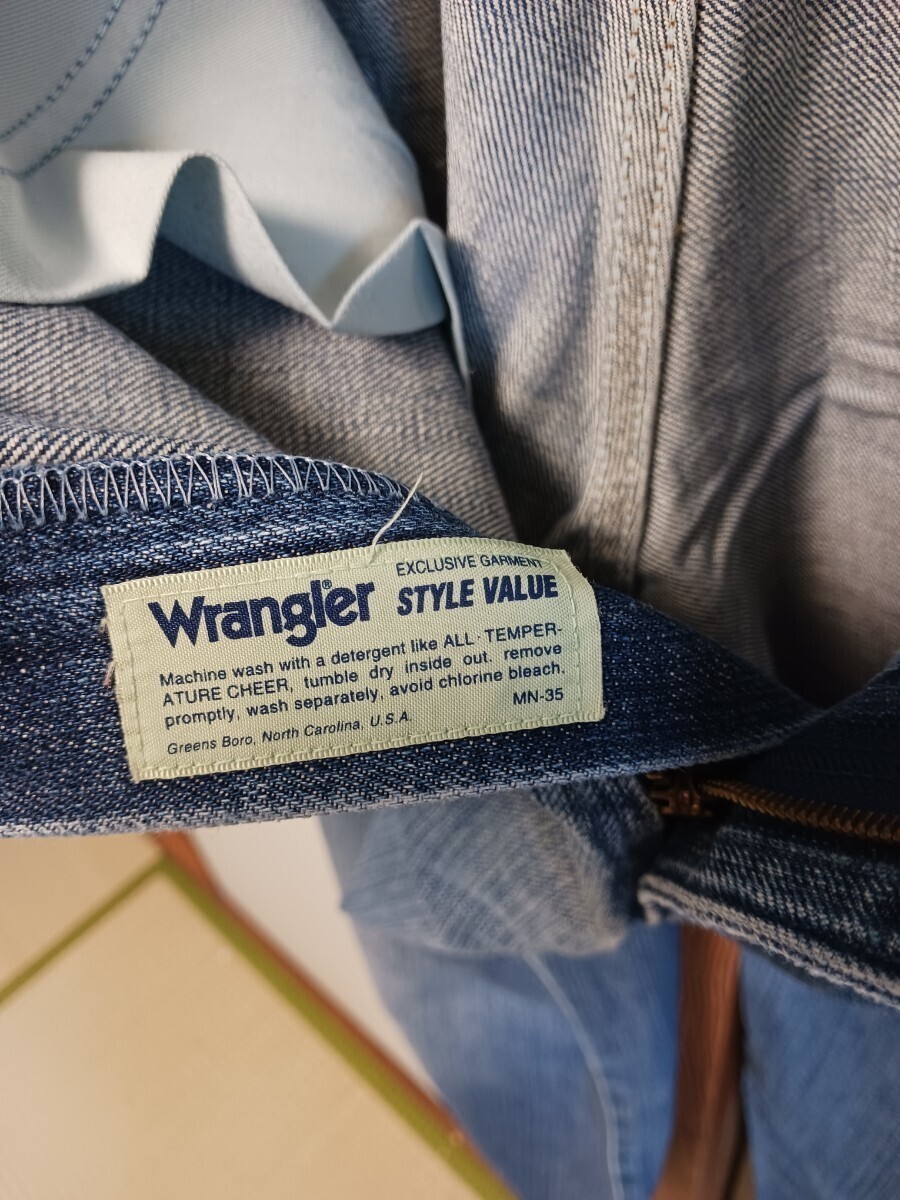 Wrangler® EXCLUSIVE GARMENT
STYLE VALUE
Machine wash with a detergent like ALL-TEMPER-
ATURE CHEER, tumble dry inside out. remove
promptly, wash separately, avoid chlorine bleach.
MN-35
Greens Boro, North Carolina, U.S.A.